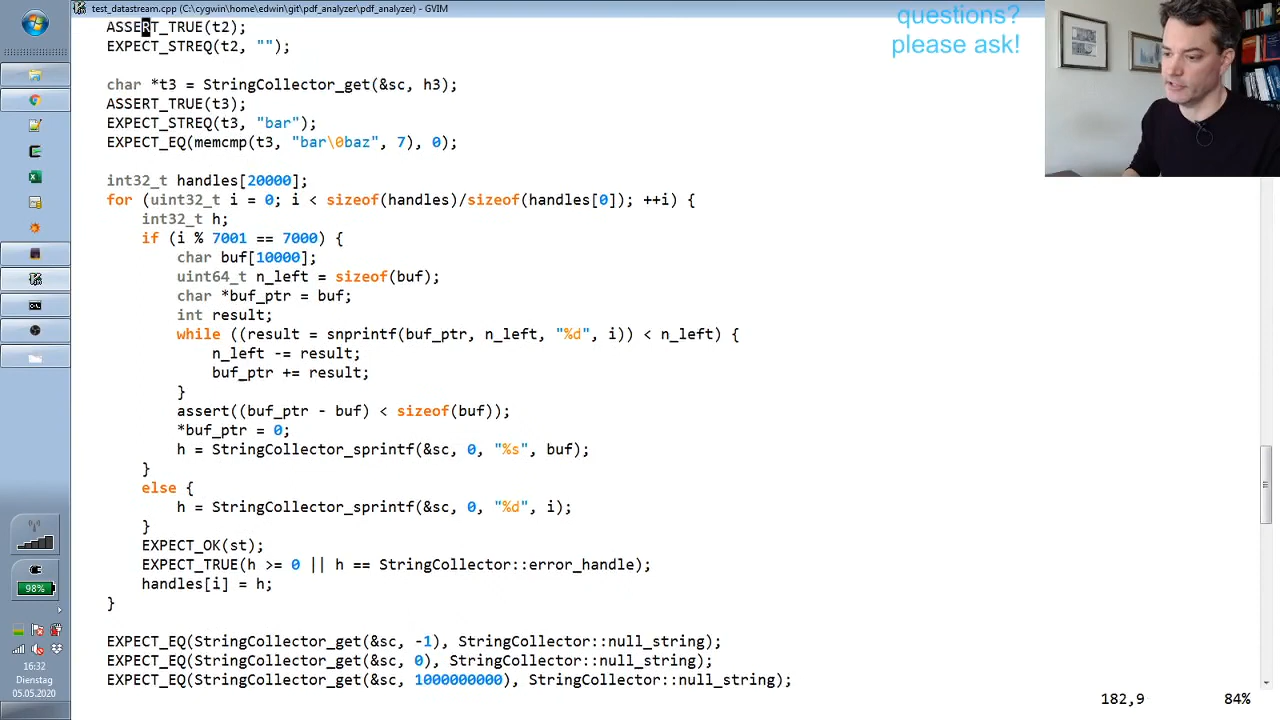 test_datastream.cpp (C:\cygwin\home\edwin\git\pdf_analyzer\pdf_analyzer) - GVIM
questions?
please ask!
ASSERT_TRUE(t2);
EXPECT_STREQ(t2, "");
char *t3 = StringCollector_get(&sc, h3);
ASSERT_TRUE(t3);
EXPECT_STREQ(t3, "bar");
EXPECT_EQ(memcmp(t3, "bar\0baz", 7), 0);
int32_t handles[20000];
for (uint32_t i = 0; i < sizeof(handles)/sizeof(handles[0]); ++i) {
int32_t h;
if (i % 7001 == 7000) {
char buf[10000];
uint64_t n_left = sizeof(buf);
char *buf_ptr = buf;
int result;
while ((result = snprintf(buf_ptr, n_left, "%d", i)) < n_left) {
n_left -= result;
buf_ptr += result;
}
assert((buf_ptr - buf) < sizeof(buf));
*buf_ptr = 0;
h = StringCollector_sprintf(&sc, 0, "%s", buf);
}
else {
h = StringCollector_sprintf(&sc, 0, "%d", i);
}
EXPECT_OK(st);
EXPECT_TRUE(h >= 0 || h == StringCollector::error_handle);
handles[i] = h;
}
EXPECT_EQ(StringCollector_get(&sc, -1), StringCollector::null_string);
EXPECT_EQ(StringCollector_get(&sc, 0), StringCollector::null_string);
EXPECT_EQ(StringCollector_get(&sc, 1000000000), StringCollector::null_string);
182,9 84%
98%
16:32
Dienstag
05.05.2020